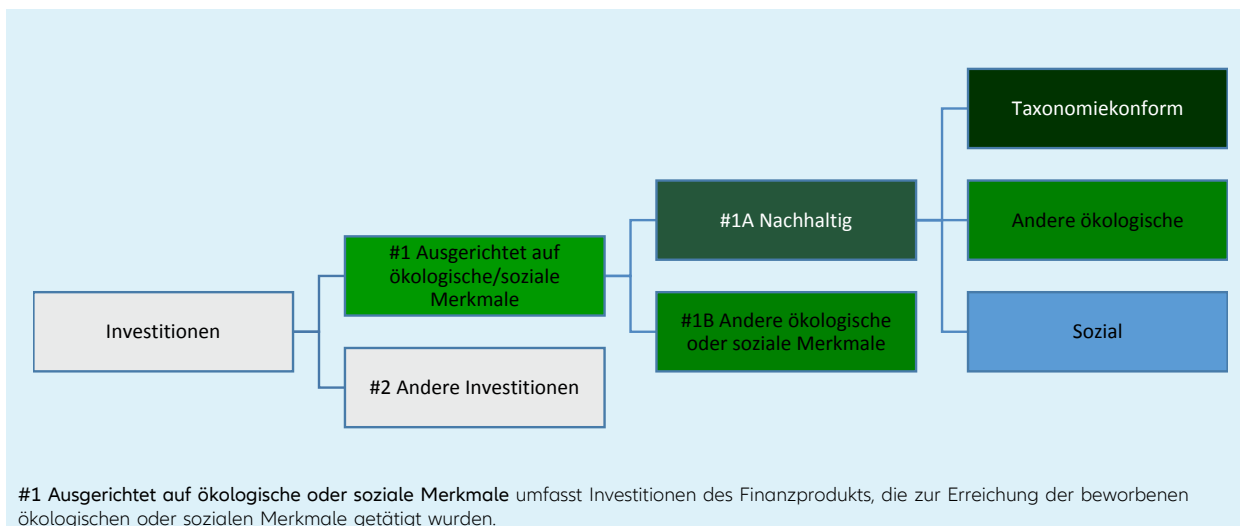 Taxonomiekonform
#1A Nachhaltig
Andere ökologische
#1 Ausgerichtet auf
ökologische/soziale
Merkmale
Investitionen
#1B Andere ökologische
oder soziale Merkmale
Sozial
#2 Andere Investitionen
#1 Ausgerichtet auf ökologische oder soziale Merkmale umfasst Investitionen des Finanzprodukts, die zur Erreichung der beworbenen
ökologischen oder sozialen Merkmale getätigt wurden.